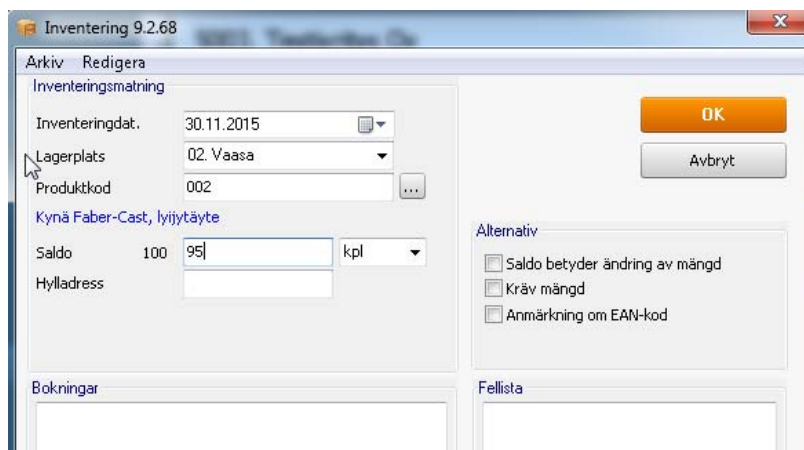 Inventering 9.2.68
Arkiv Redigera
Inventeringsmatning
Inventeringdat. 30.11.2015
Lagerplats 02. Vaasa
Produktkod 002 ...
Kynä Faber-Cast, lyijytäyte
Saldo 100 95 kpl
Hylladress
OK
Avbryt
Alternativ
Saldo betyder ändring av mängd
Kräv mängd
Anmärkning om EAN-kod
Bokningar
Fellista